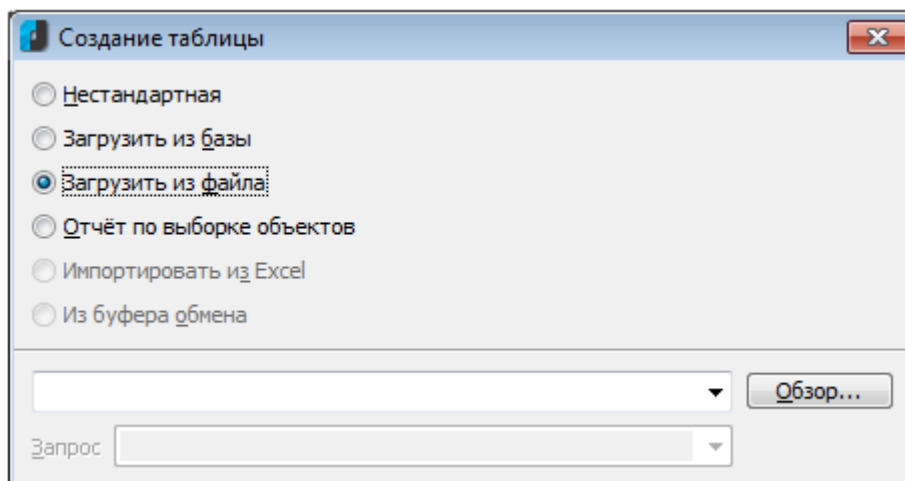 Создание таблицы
Нестандартная
Загрузить из базы
Загрузить из файла
Отчёт по выборке объектов
Импортировать из Excel
Из буфера обмена
Обзор...
Запрос